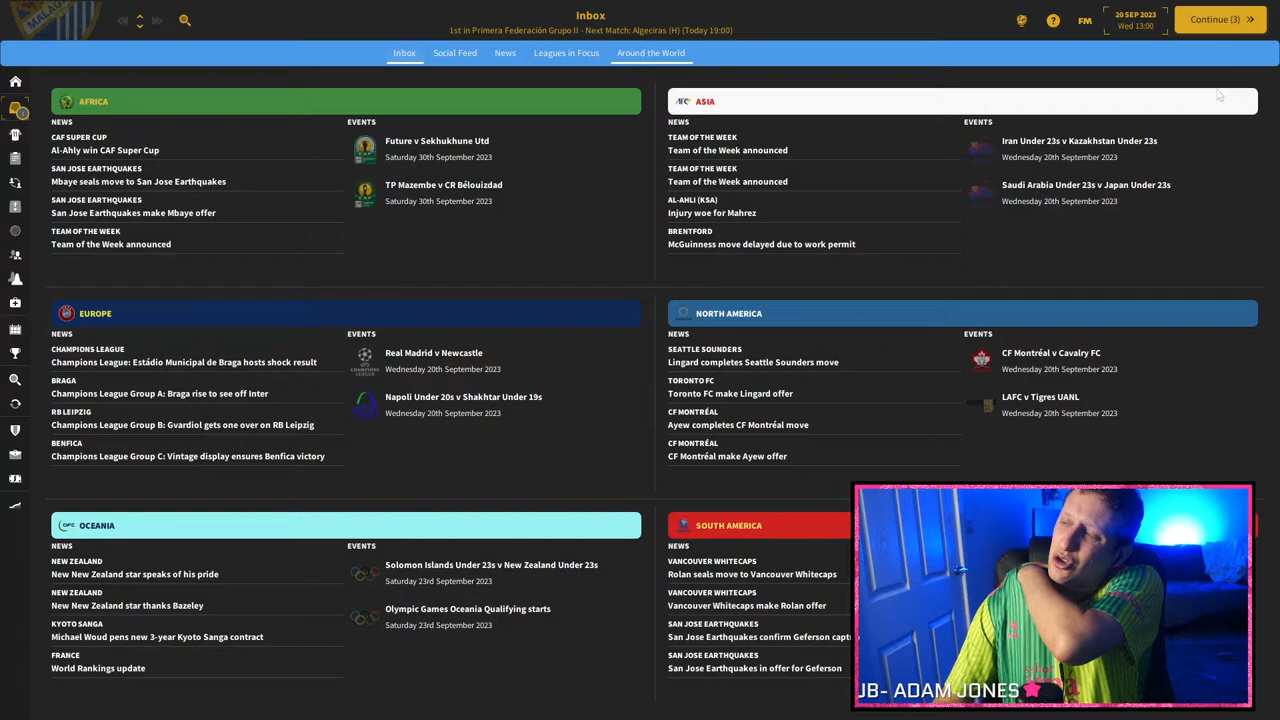 MALAGA
Inbox
1st in Primera Federación Grupo II - Next Match: Algeciras (H) (Today 19:00)
FM
20 SEP 2023
Wed 13:00
Continue (3)
Inbox
Social Feed
News
Leagues in Focus
Around the World
AFRICA
NEWS
CAF SUPER CUP
Al-Ahly win CAF Super Cup
SAN JOSE EARTHQUAKES
Mbaye seals move to San Jose Earthquakes
SAN JOSE EARTHQUAKES
San Jose Earthquakes make Mbaye offer
TEAM OF THE WEEK
Team of the Week announced
EVENTS
Future v Sekhukhune Utd
Saturday 30th September 2023
TP Mazembe v CR Bélouizdad
Saturday 30th September 2023
AFC
ASIA
NEWS
TEAM OF THE WEEK
Team of the Week announced
TEAM OF THE WEEK
Team of the Week announced
AL-AHLI (KSA)
Injury woe for Mahrez
BRENTFORD
McGuinness move delayed due to work permit
EVENTS
Iran Under 23s v Kazakhstan Under 23s
Wednesday 20th September 2023
Saudi Arabia Under 23s v Japan Under 23s
Wednesday 20th September 2023
EUROPE
NEWS
CHAMPIONS LEAGUE
Champions League: Estádio Municipal de Braga hosts shock result
BRAGA
Champions League Group A: Braga rise to see off Inter
RB LEIPZIG
Champions League Group B: Gvardiol gets one over on RB Leipzig
BENFICA
Champions League Group C: Vintage display ensures Benfica victory
EVENTS
Real Madrid v Newcastle
Wednesday 20th September 2023
Napoli Under 20s v Shakhtar Under 19s
Wednesday 20th September 2023
NORTH AMERICA
NEWS
SEATTLE SOUNDERS
Lingard completes Seattle Sounders move
TORONTO FC
Toronto FC make Lingard offer
CF MONTRÉAL
Ayew completes CF Montréal move
CF MONTRÉAL
CF Montréal make Ayew offer
EVENTS
CF Montréal v Cavalry FC
Wednesday 20th September 2023
LAFC v Tigres UANL
Wednesday 20th September 2023
OFC
OCEANIA
NEWS
NEW ZEALAND
New New Zealand star speaks of his pride
NEW ZEALAND
New New Zealand star thanks Bazeley
KYOTO SANGA
Michael Woud pens new 3-year Kyoto Sanga contract
FRANCE
World Rankings update
EVENTS
Solomon Islands Under 23s v New Zealand Under 23s
Saturday 23rd September 2023
Olympic Games Oceania Qualifying starts
Saturday 23rd September 2023
SOUTH AMERICA
NEWS
VANCOUVER WHITECAPS
Rolan seals move to Vancouver Whitecaps
VANCOUVER WHITECAPS
Vancouver Whitecaps make Rolan offer
SAN JOSE EARTHQUAKES
San Jose Earthquakes confirm Geferson captu
SAN JOSE EARTHQUAKES
San Jose Earthquakes in offer for Geferson
JB- ADAM JONES